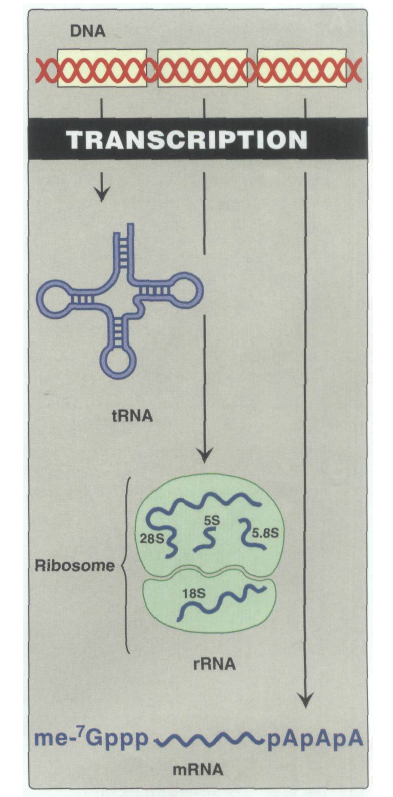 DNA
TRANSCRIPTION
tRNA
28S
5S
5.8S
Ribosome
18S
rRNA
me-⁷Gppp pApApA
mRNA